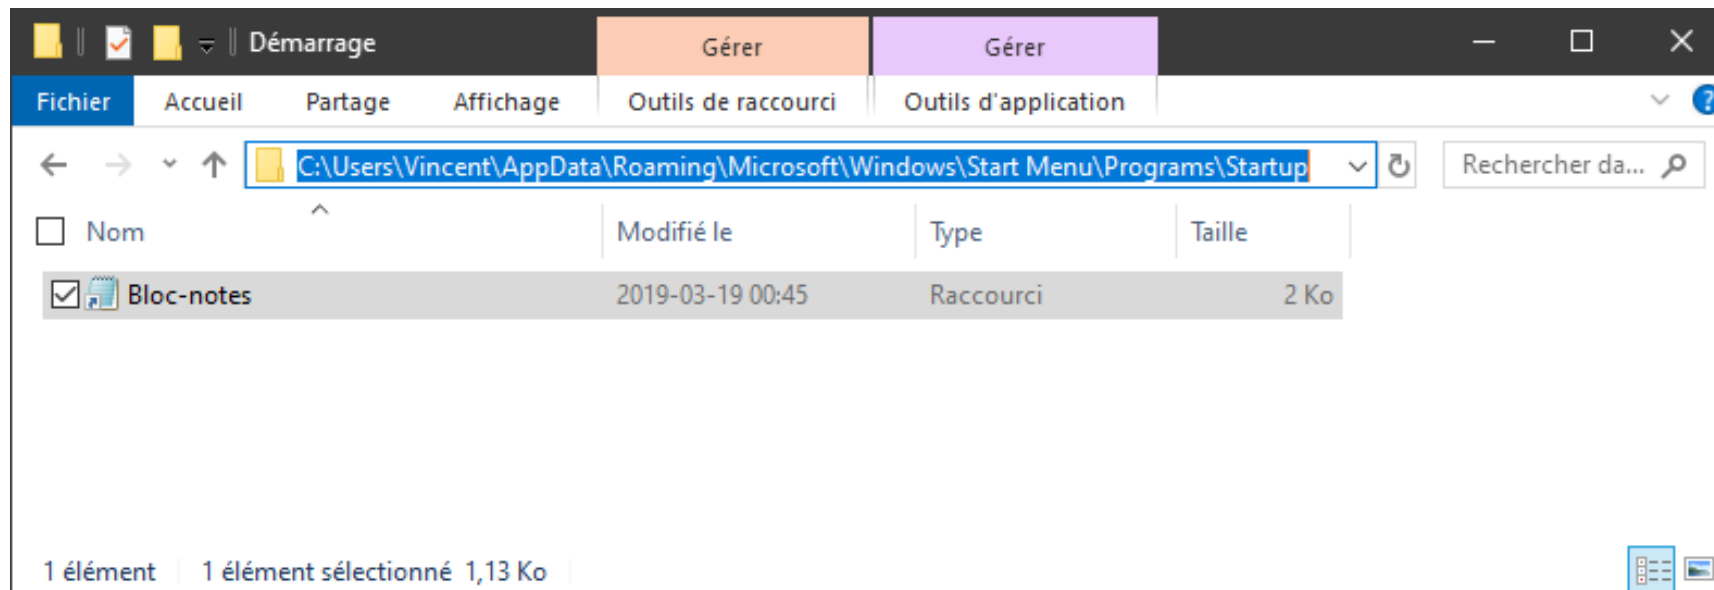 Démarrage Gérer Gérer
Fichier Accueil Partage Affichage Outils de raccourci Outils d'application ?
C:\Users\Vincent\AppData\Roaming\Microsoft\Windows\Start Menu\Programs\Startup Rechercher da...
Nom Modifié le Type Taille
Bloc-notes 2019-03-19 00:45 Raccourci 2 Ko
1 élément 1 élément sélectionné 1,13 Ko